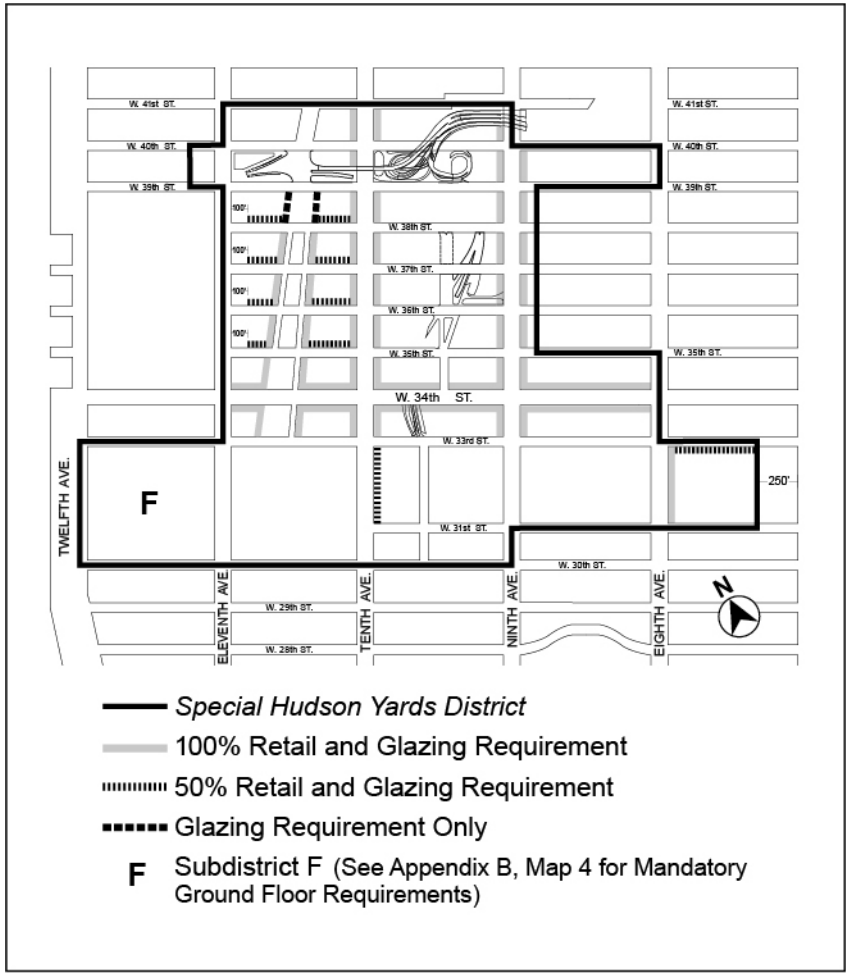 W. 41st ST.
W. 41st ST.
W. 40th ST.
W. 40th ST.
W. 39th ST.
W. 39th ST.
100'
W. 38th ST.
100'
W. 37th ST.
100'
W. 36th ST.
100'
W. 35th ST.
W. 35th ST.
W. 34th ST.
W. 33rd ST.
TWELFTH AVE.
F
250'
W. 31st ST.
W. 30th ST.
ELEVENTH AVE.
TENTH AVE.
NINTH AVE.
EIGHTH AVE.
N
W. 29th ST.
W. 28th ST.
Special Hudson Yards District
100% Retail and Glazing Requirement
50% Retail and Glazing Requirement
Glazing Requirement Only
F Subdistrict F (See Appendix B, Map 4 for Mandatory
Ground Floor Requirements)